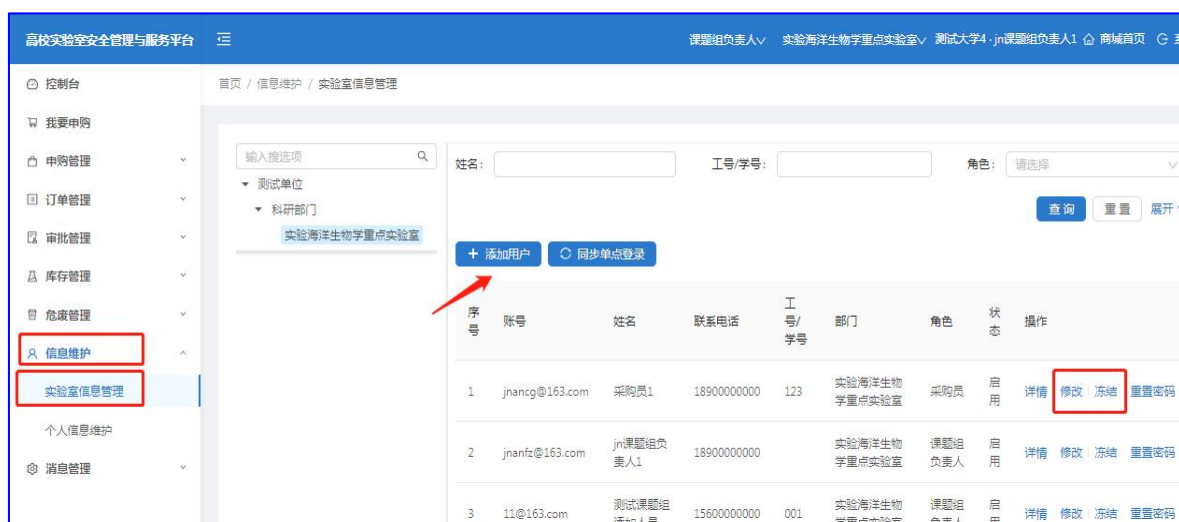 高校实验室安全管理与服务平台
课题组负责人 实验海洋生物学重点实验室 测试大学4 · jn课题组负责人1 商城首页
控制台
首页 / 信息维护 / 实验室信息管理
我要申购
申购管理
订单管理
审批管理
库存管理
危废管理
信息维护
实验室信息管理
个人信息维护
消息管理
输入搜选项
测试单位
科研部门
实验海洋生物学重点实验室
姓名: 工号/学号: 角色: 请选择
查询 重置 展开
+ 添加用户 同步单点登录
序号 账号 姓名 联系电话 工号/学号 部门 角色 状态 操作
1 jnancg@163.com 采购员1 18900000000 123 实验海洋生物学重点实验室 采购员 启用 详情 修改 冻结 重置密码
2 jnanfz@163.com jn课题组负责人1 18900000000 实验海洋生物学重点实验室 课题组负责人 启用 详情 修改 冻结 重置密码
3 11@163.com 测试课题组 15600000000 001 实验海洋生物 课题组 启 详情 修改 冻结 重置密码